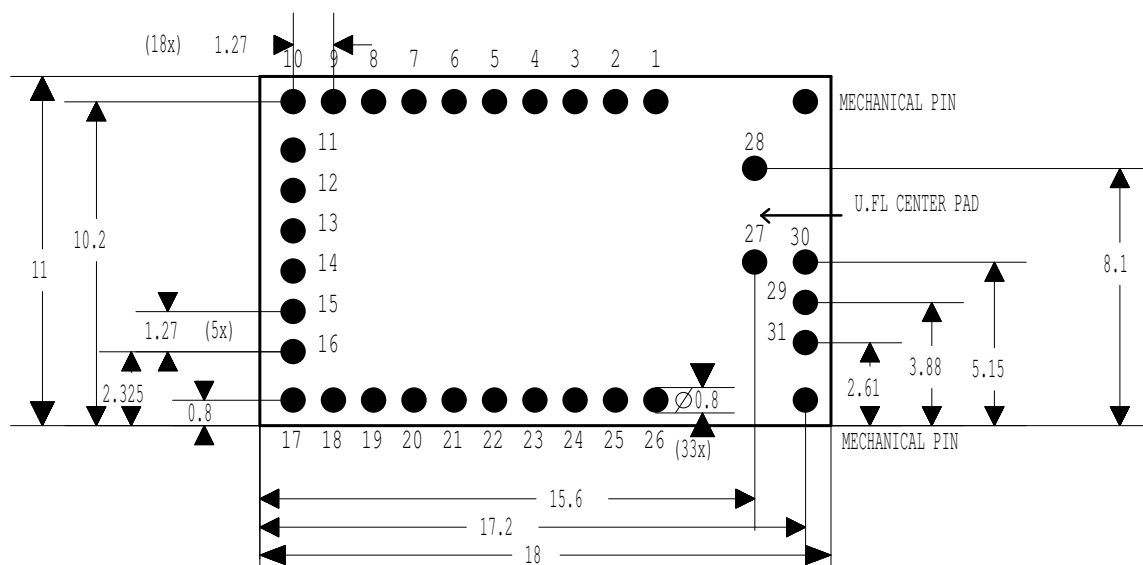 (18x) 1.27
10 9 8 7 6 5 4 3 2 1
MECHANICAL PIN
11
28
12
U.FL CENTER PAD
13
27 30
10.2
8.1
11
14
29
15
1.27 (5x)
31
16
5.15
3.88
2.61
2.325
0.8
⌀0.8
17 18 19 20 21 22 23 24 25 26
(33x)
MECHANICAL PIN
15.6
17.2
18